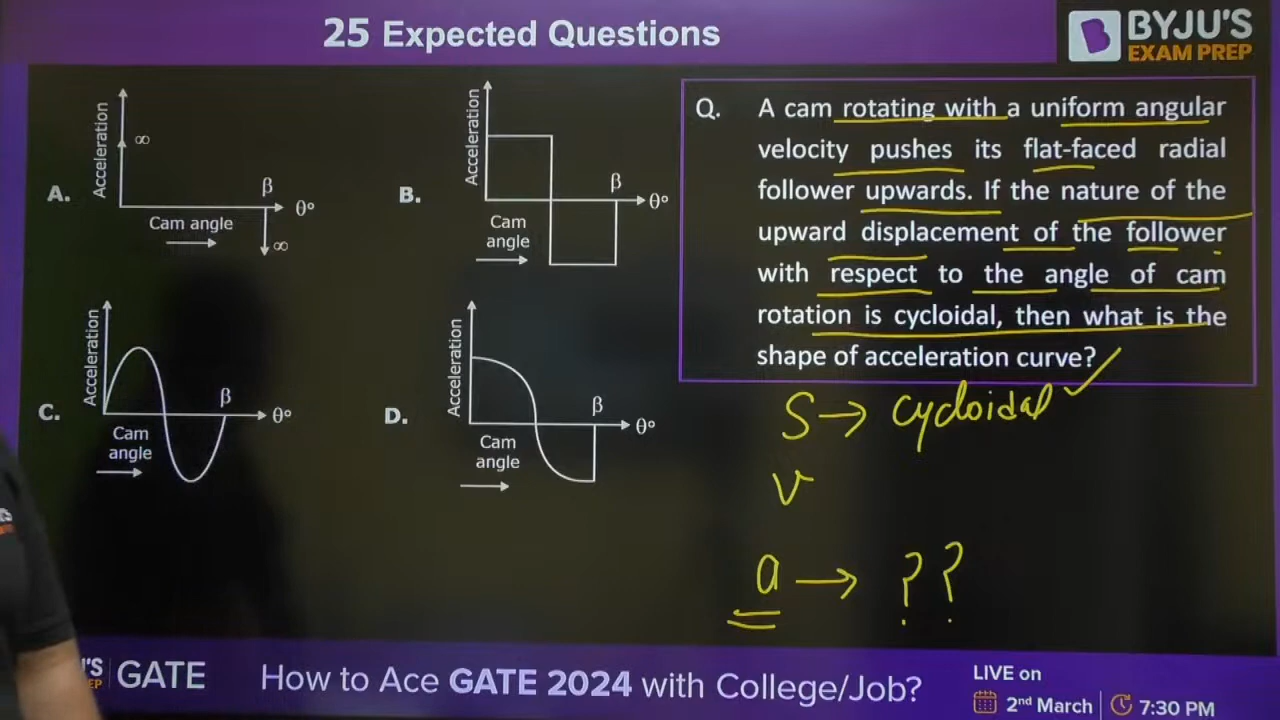 25 Expected Questions
BYJU'S
EXAM PREP
A.
Acceleration
∞
β
θ°
Cam angle
∞
B.
Acceleration
β
θ°
Cam
angle
C.
Acceleration
β
θ°
Cam
angle
D.
Acceleration
β
θ°
Cam
angle
Q. A cam rotating with a uniform angular
velocity pushes its flat-faced radial
follower upwards. If the nature of the
upward displacement of the follower
with respect to the angle of cam
rotation is cycloidal, then what is the
shape of acceleration curve?
S → cycloidal ✓
V
a → ??
'S GATE
EP
How to Ace GATE 2024 with College/Job?
LIVE on
2nd March
7:30 PM